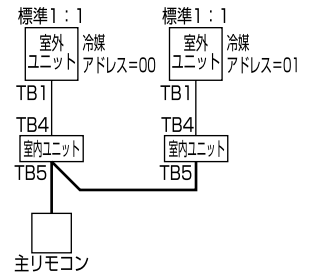 標準1:1
室外
ユニット
冷媒
アドレス=00
TB1
TB4
室内ユニット
TB5
標準1:1
室外
ユニット
冷媒
アドレス=01
TB1
TB4
室内ユニット
TB5
主リモコン